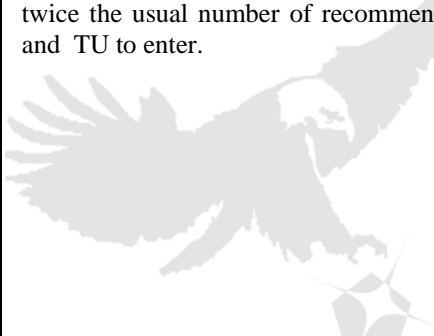 twice the usual number of recommen
and TU to enter.